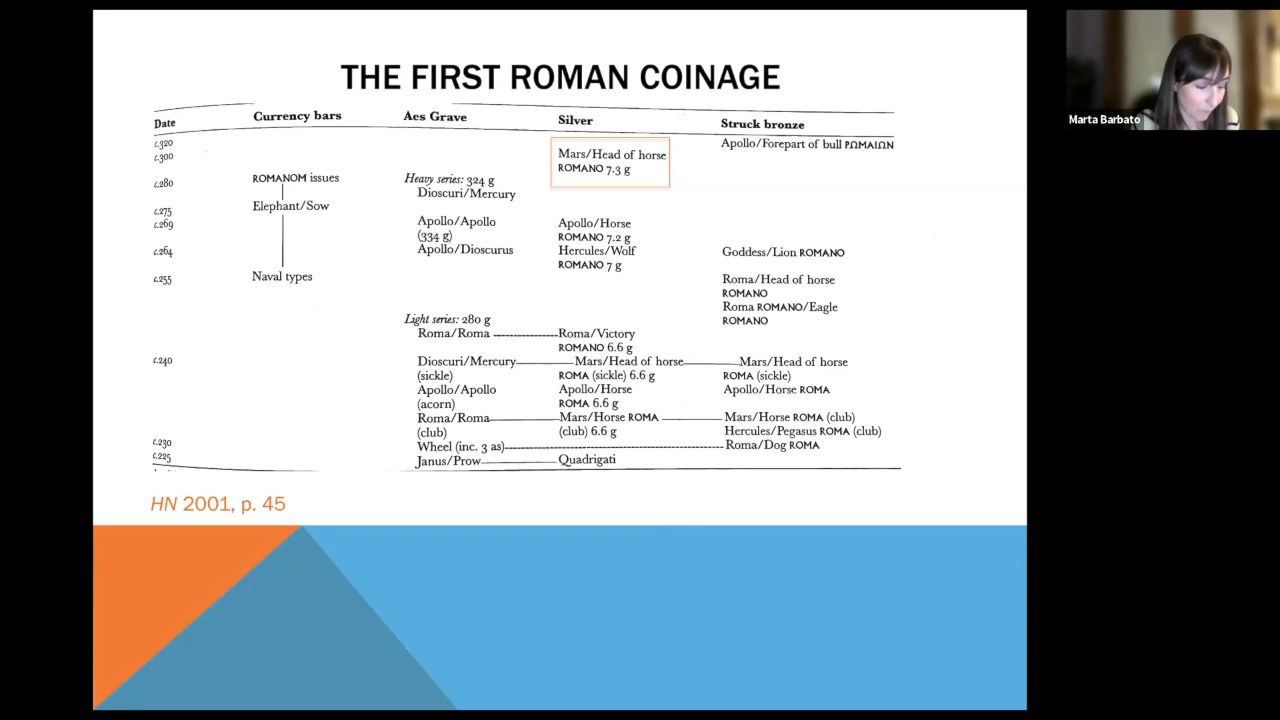 THE FIRST ROMAN COINAGE
Date Currency bars Aes Grave Silver Struck bronze
c.320 Apollo/Forepart of bull ΡΩΜΑΙΩΝ
c.300 Mars/Head of horse
ROMANO 7.3 g
c.280 ROMANOM issues Heavy series: 324 g
Dioscuri/Mercury
c.275 Elephant/Sow
c.269 Apollo/Apollo Apollo/Horse
(334 g) ROMANO 7.2 g
c.264 Apollo/Dioscurus Hercules/Wolf Goddess/Lion ROMANO
ROMANO 7 g
c.255 Naval types Roma/Head of horse
ROMANO
Roma ROMANO/Eagle
Light series: 280 g ROMANO
Roma/Roma Roma/Victory
ROMANO 6.6 g
c.240 Dioscuri/Mercury Mars/Head of horse Mars/Head of horse
(sickle) ROMA (sickle) 6.6 g ROMA (sickle)
Apollo/Apollo Apollo/Horse Apollo/Horse ROMA
(acorn) ROMA 6.6 g
Roma/Roma Mars/Horse ROMA Mars/Horse ROMA (club)
(club) (club) 6.6 g Hercules/Pegasus ROMA (club)
c.230 Wheel (inc. 3 as) Roma/Dog ROMA
c.225 Janus/Prow Quadrigati
HN 2001, p. 45
Marta Barbato